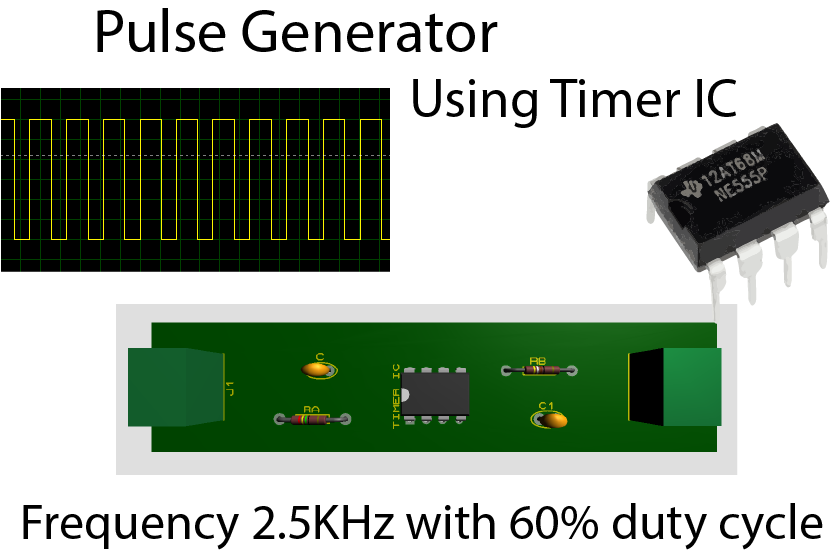 Pulse Generator
Using Timer IC
12AT68M
NE555P
C
RB
J1
TIMER IC
RA
C1
Frequency 2.5KHz with 60% duty cycle